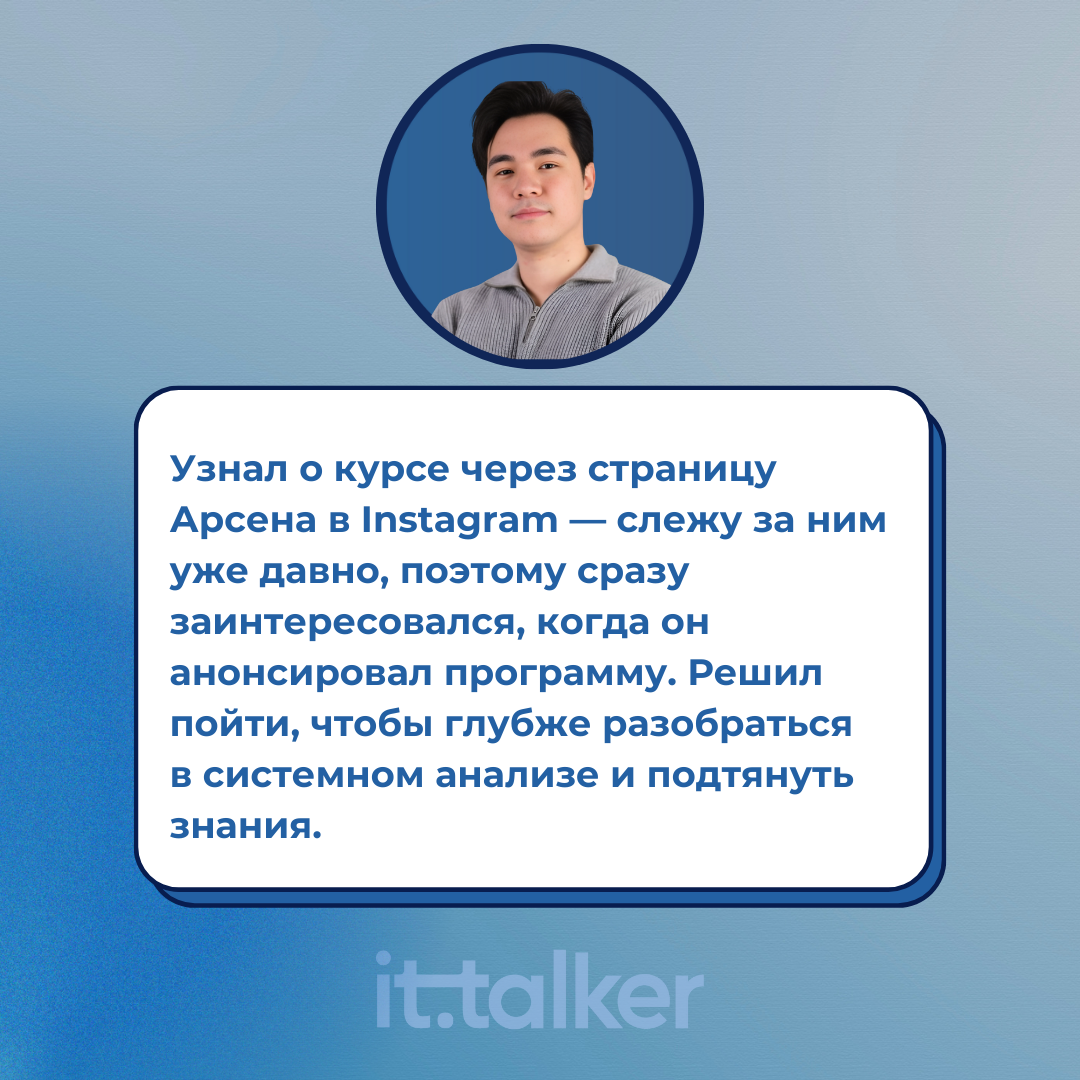 Узнал о курсе через страницу
Арсена в Instagram — слежу за ним
уже давно, поэтому сразу
заинтересовался, когда он
анонсировал программу. Решил
пойти, чтобы глубже разобраться
в системном анализе и подтянуть
знания.
it.talker